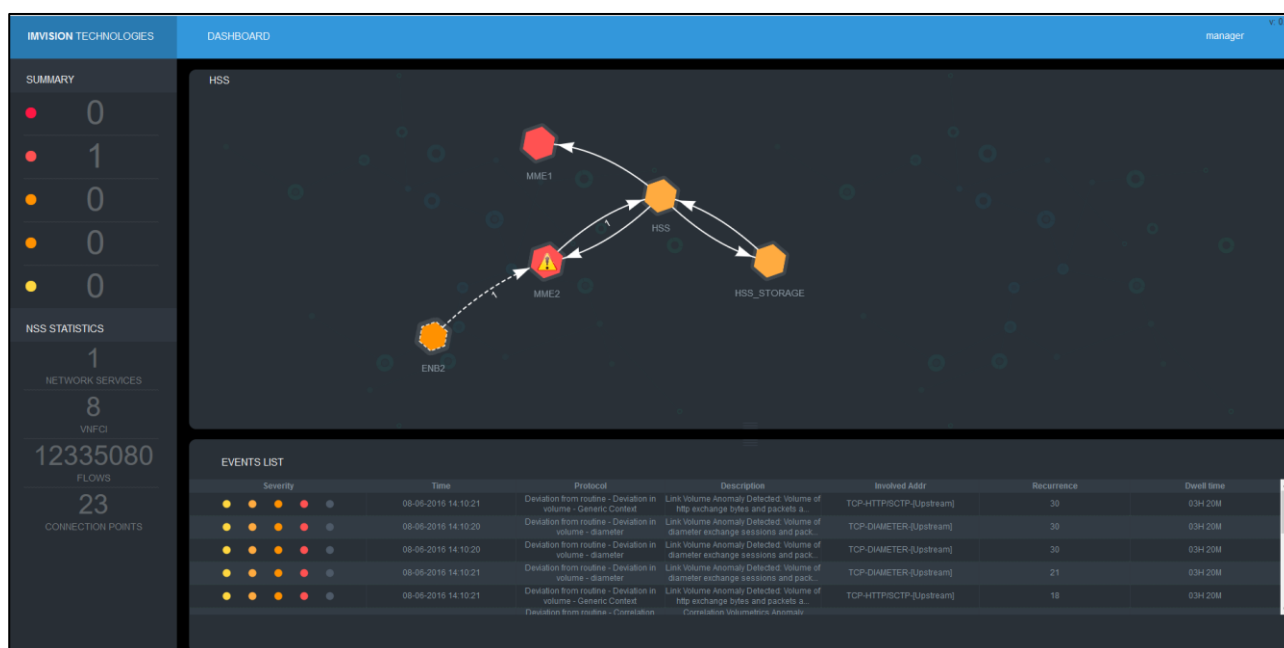 v: 0
IMVISION TECHNOLOGIES
DASHBOARD
manager
SUMMARY
0
1
0
0
0
NSS STATISTICS
1
NETWORK SERVICES
8
VNFCI
12335080
FLOWS
23
CONNECTION POINTS
HSS
MME1
HSS
1
MME2
HSS_STORAGE
1
ENB2
EVENTS LIST
Severity Time Protocol Description Involved Addr Recurrence Dwell time
08-06-2016 14:10:21 Deviation from routine - Deviation in volume - Generic Context Link Volume Anomaly Detected: Volume of http exchange bytes and packets a... TCP-HTTP/SCTP-[Upstream] 30 03H 20M
08-06-2016 14:10:20 Deviation from routine - Deviation in volume - diameter Link Volume Anomaly Detected: Volume of diameter exchange sessions and pack... TCP-DIAMETER-[Upstream] 30 03H 20M
08-06-2016 14:10:20 Deviation from routine - Deviation in volume - diameter Link Volume Anomaly Detected: Volume of diameter exchange sessions and pack... TCP-DIAMETER-[Upstream] 30 03H 20M
08-06-2016 14:10:21 Deviation from routine - Deviation in volume - diameter Link Volume Anomaly Detected: Volume of diameter exchange sessions and pack... TCP-DIAMETER-[Upstream] 21 03H 20M
08-06-2016 14:10:21 Deviation from routine - Deviation in volume - Generic Context Link Volume Anomaly Detected: Volume of http exchange bytes and packets a... TCP-HTTP/SCTP-[Upstream] 18 03H 20M
Deviation from routine - Correlation Correlation Volumetrics Anomaly